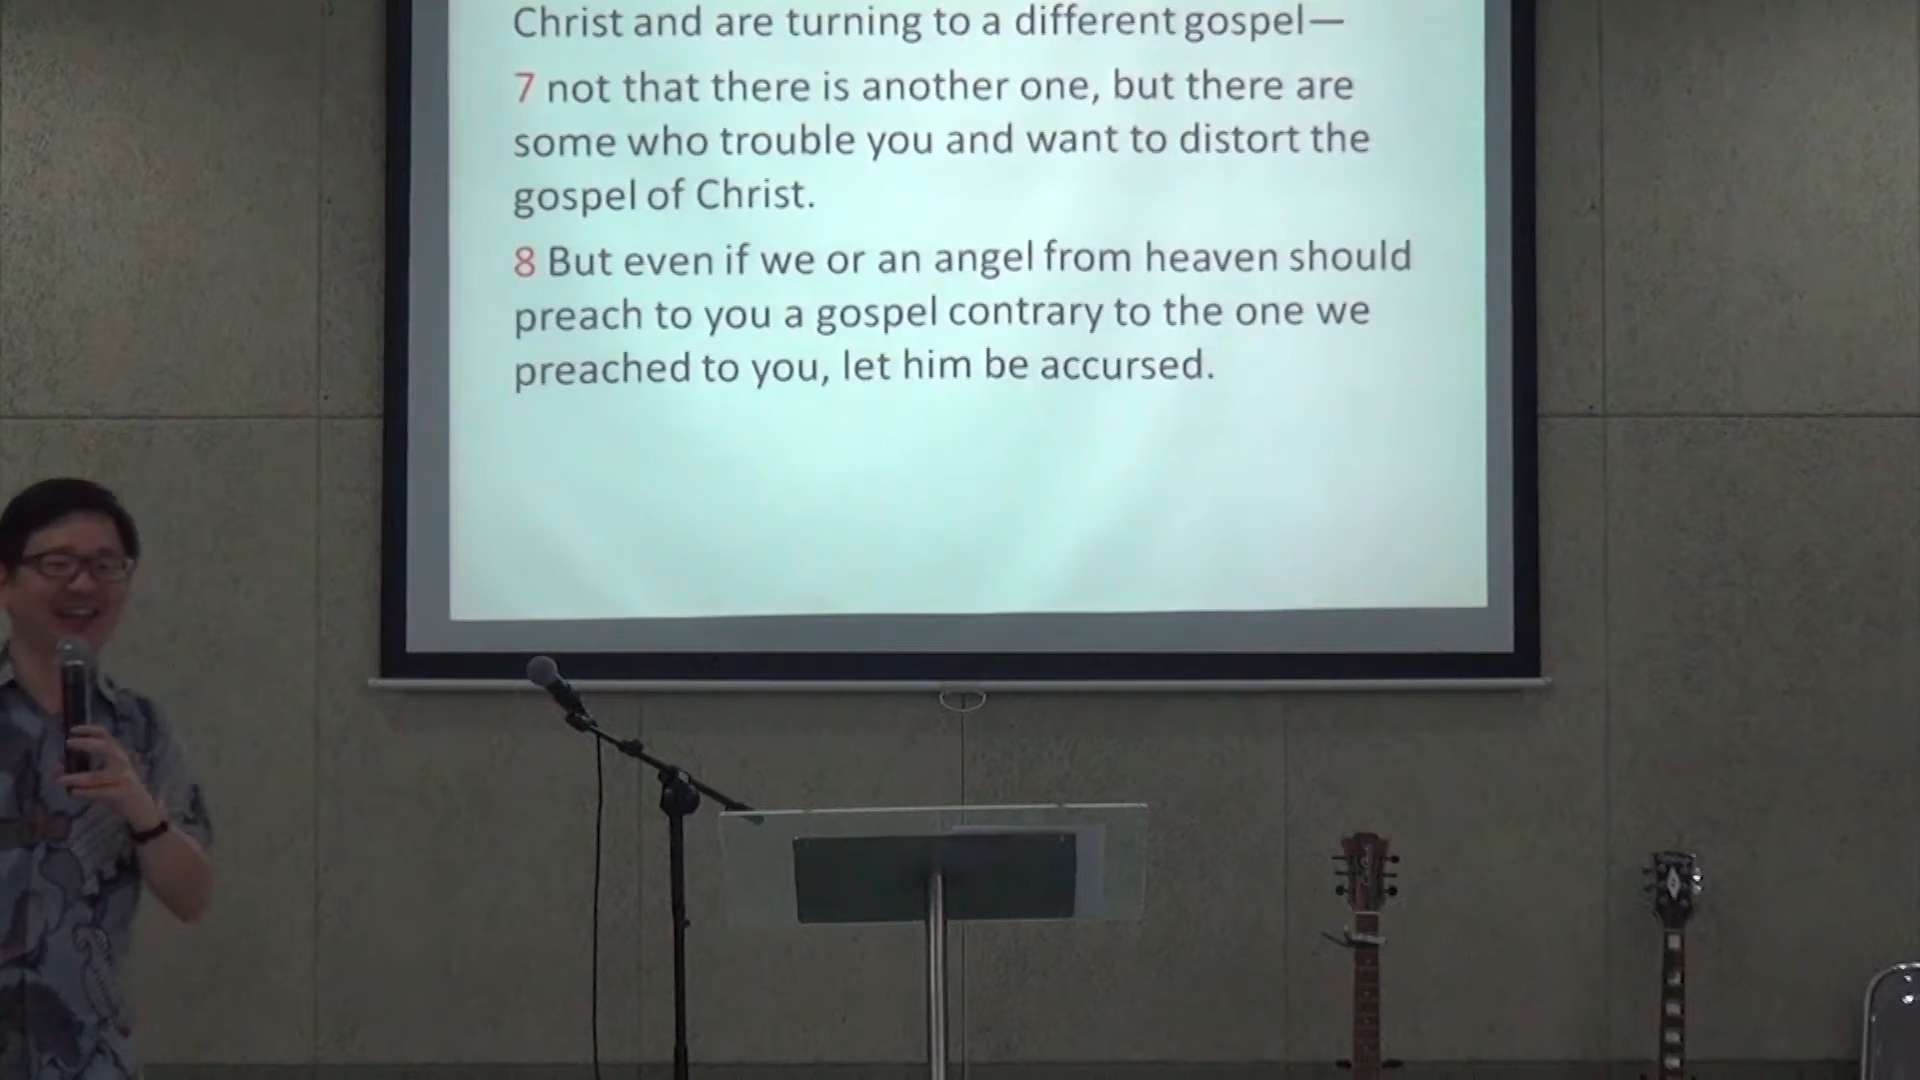 Christ and are turning to a different gospel—
7 not that there is another one, but there are
some who trouble you and want to distort the
gospel of Christ.
8 But even if we or an angel from heaven should
preach to you a gospel contrary to the one we
preached to you, let him be accursed.